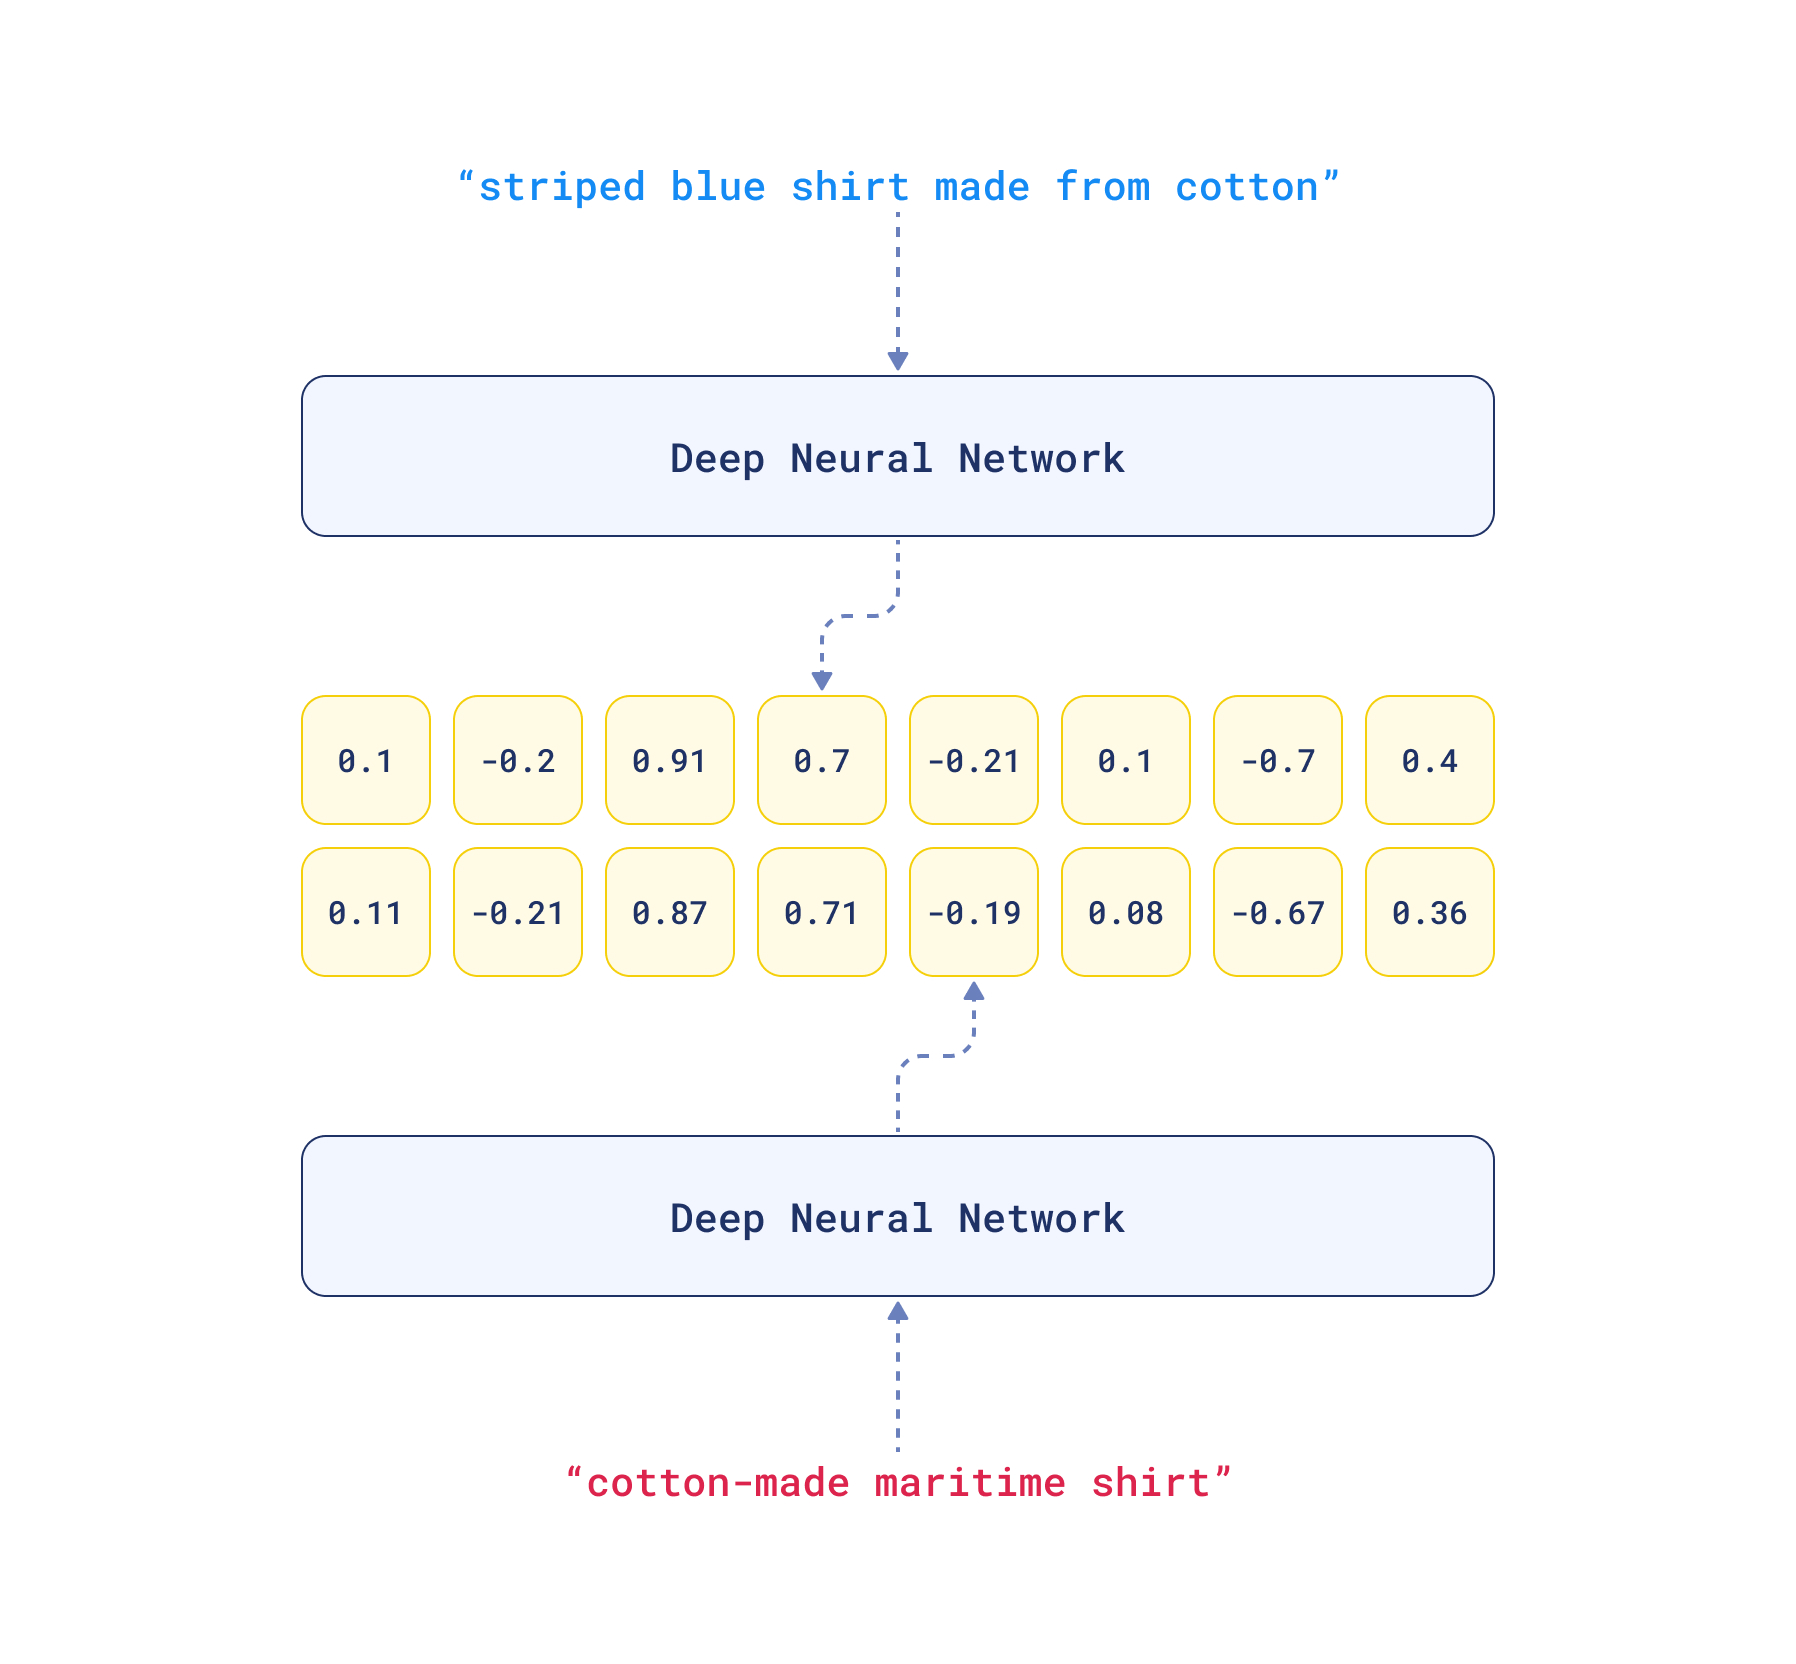 “striped blue shirt made from cotton”
Deep Neural Network
0.1 -0.2 0.91 0.7 -0.21 0.1 -0.7 0.4
0.11 -0.21 0.87 0.71 -0.19 0.08 -0.67 0.36
Deep Neural Network
“cotton-made maritime shirt”